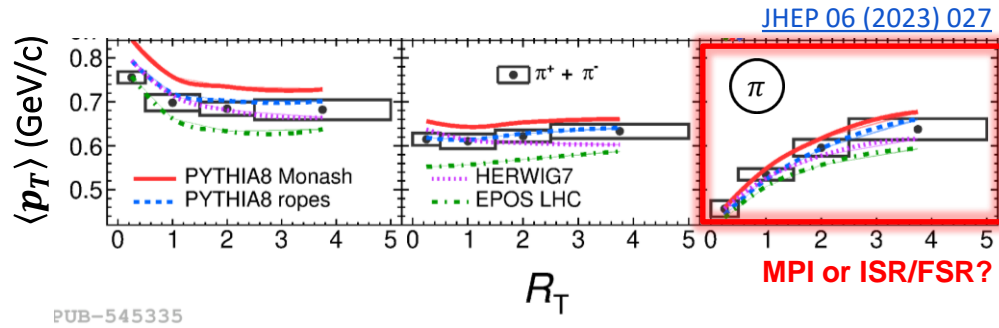 JHEP 06 (2023) 027
⟨p_T⟩ (GeV/c)
0.8
0.7
0.6
0.5
π⁺ + π⁻
π
PYTHIA8 Monash
PYTHIA8 ropes
HERWIG7
EPOS LHC
0 1 2 3 4 5
0 1 2 3 4 5
0 1 2 3 4 5
MPI or ISR/FSR?
R_T
PUB-545335